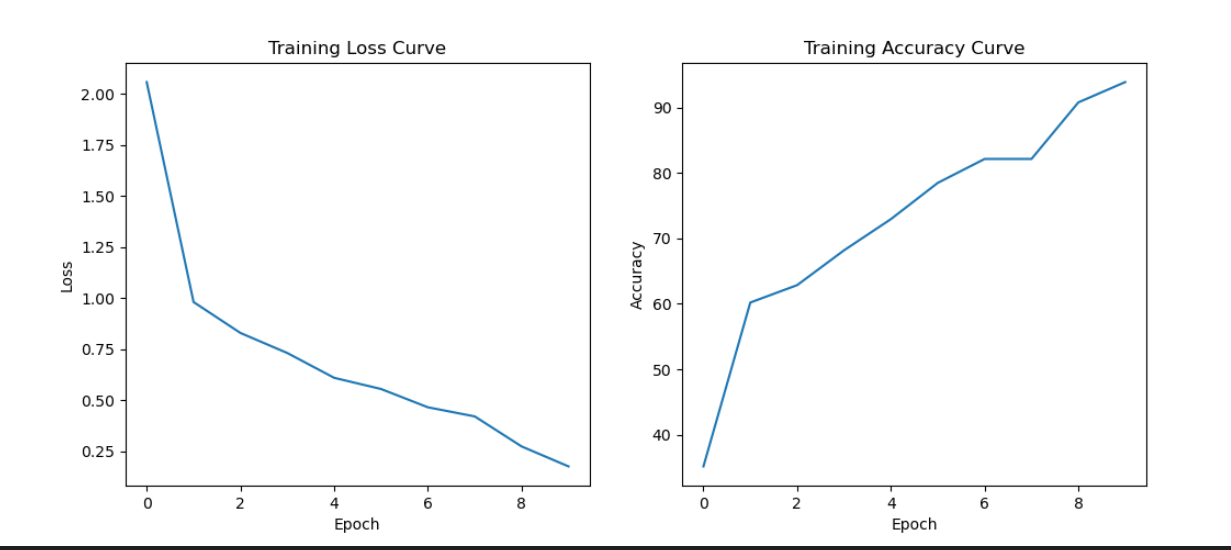 Training Loss Curve
2.00
1.75
1.50
1.25
1.00
0.75
0.50
0.25
Loss
0 2 4 6 8
Epoch
Training Accuracy Curve
90
80
70
60
50
40
Accuracy
0 2 4 6 8
Epoch